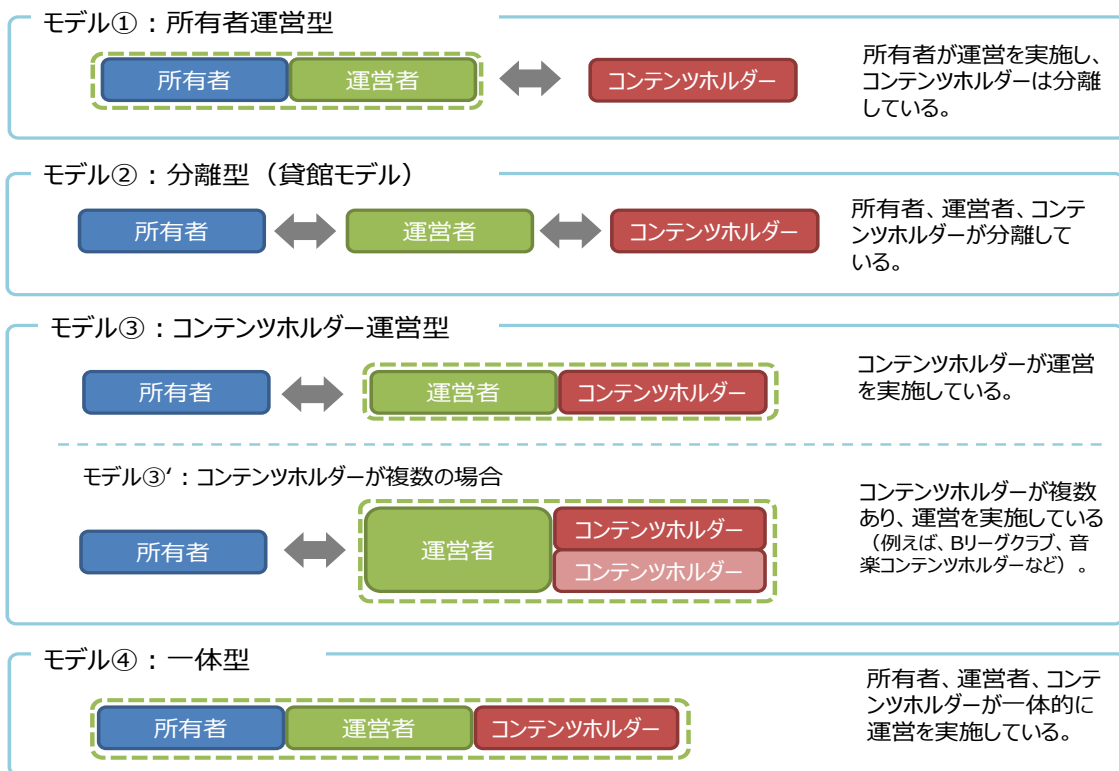 モデル①：所有者運営型
所有者
運営者
コンテンツホルダー
所有者が運営を実施し、
コンテンツホルダーは分離
している。
モデル②：分離型（貸館モデル）
所有者
運営者
コンテンツホルダー
所有者、運営者、コンテ
ンツホルダーが分離して
いる。
モデル③：コンテンツホルダー運営型
所有者
運営者
コンテンツホルダー
コンテンツホルダーが運営
を実施している。
モデル③‘：コンテンツホルダーが複数の場合
所有者
運営者
コンテンツホルダー
コンテンツホルダー
コンテンツホルダーが複数
あり、運営を実施している
（例えば、Bリーグクラブ、音
楽コンテンツホルダーなど）。
モデル④：一体型
所有者
運営者
コンテンツホルダー
所有者、運営者、コンテ
ンツホルダーが一体的に
運営を実施している。